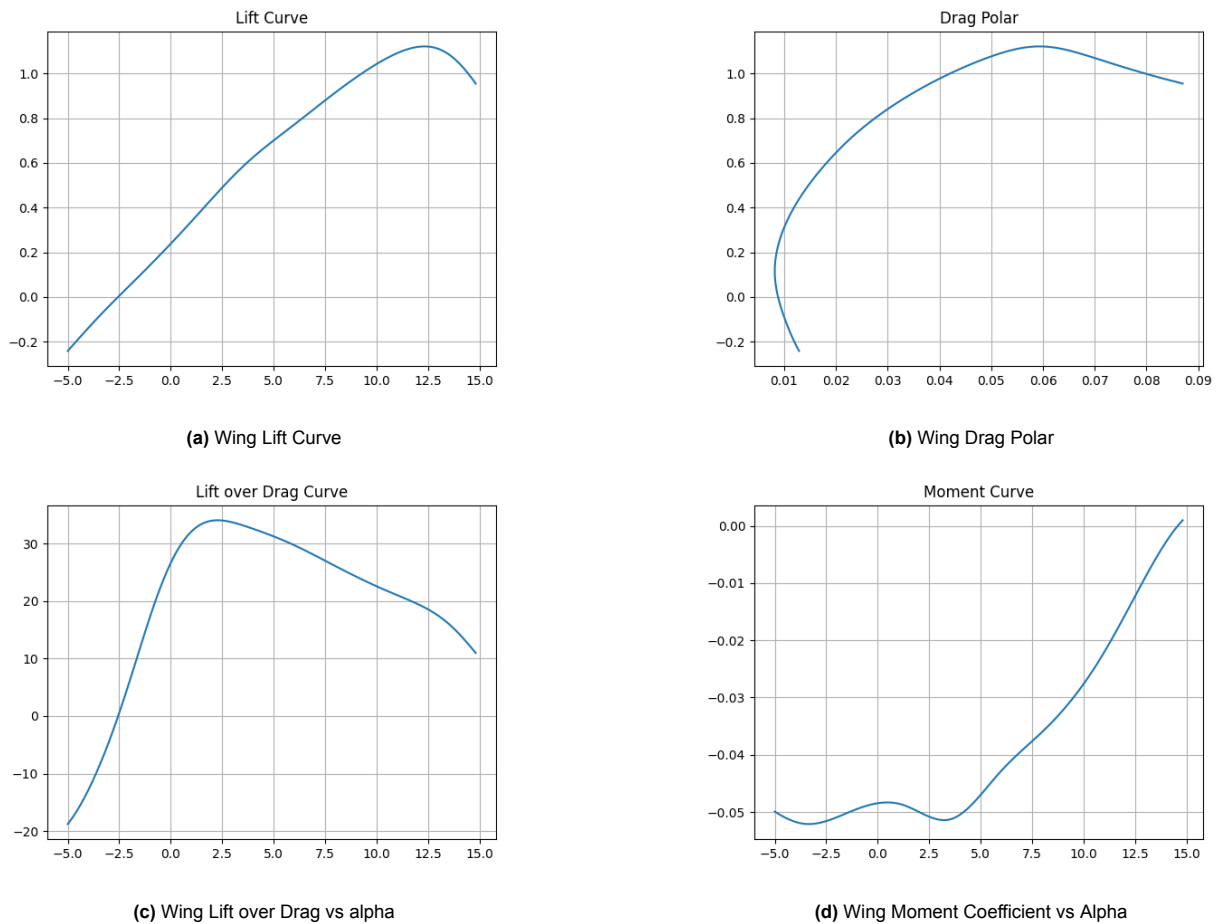 Lift Curve
1.0
0.8
0.6
0.4
0.2
0.0
−0.2
−5.0 −2.5 0.0 2.5 5.0 7.5 10.0 12.5 15.0
(a) Wing Lift Curve
Drag Polar
1.0
0.8
0.6
0.4
0.2
0.0
−0.2
0.01 0.02 0.03 0.04 0.05 0.06 0.07 0.08 0.09
(b) Wing Drag Polar
Lift over Drag Curve
30
20
10
0
−10
−20
−5.0 −2.5 0.0 2.5 5.0 7.5 10.0 12.5 15.0
(c) Wing Lift over Drag vs alpha
Moment Curve
0.00
−0.01
−0.02
−0.03
−0.04
−0.05
−5.0 −2.5 0.0 2.5 5.0 7.5 10.0 12.5 15.0
(d) Wing Moment Coefficient vs Alpha